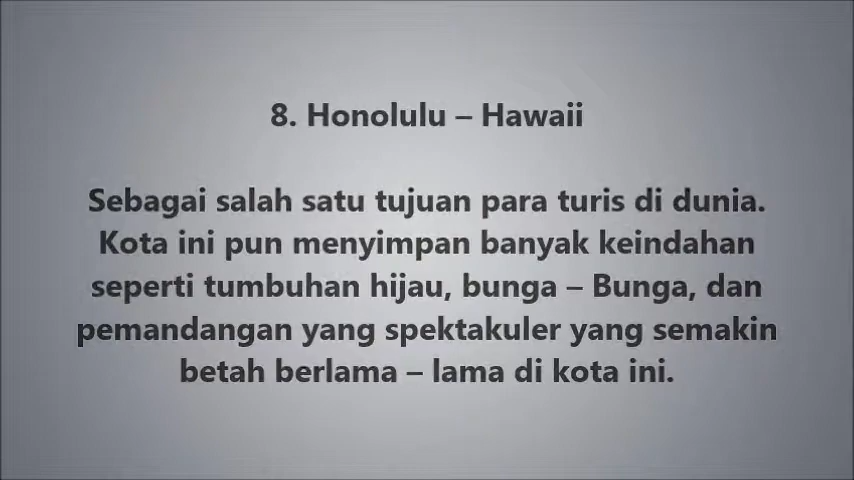 8. Honolulu – Hawaii
Sebagai salah satu tujuan para turis di dunia.
Kota ini pun menyimpan banyak keindahan
seperti tumbuhan hijau, bunga – Bunga, dan
pemandangan yang spektakuler yang semakin
betah berlama – lama di kota ini.